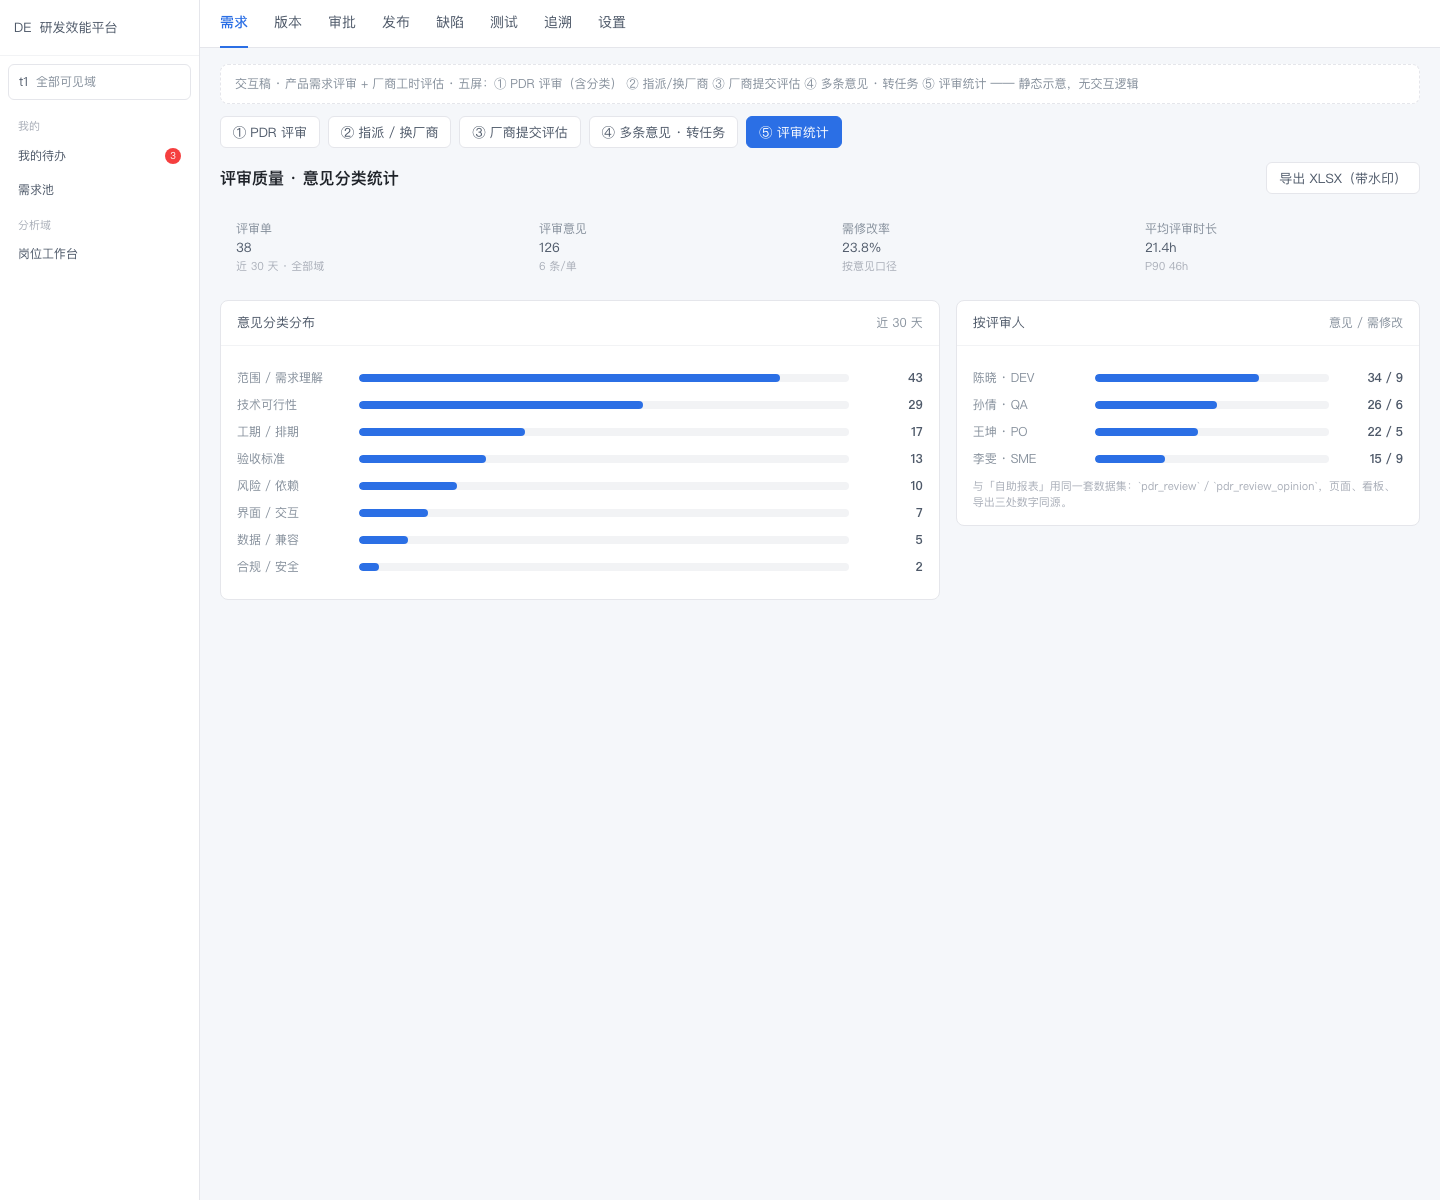 DE 研发效能平台
t1 全部可见域
我的
我的待办 3
需求池
分析域
岗位工作台
需求 版本 审批 发布 缺陷 测试 追溯 设置
交互稿 · 产品需求评审 + 厂商工时评估 · 五屏：① PDR 评审（含分类） ② 指派/换厂商 ③ 厂商提交评估 ④ 多条意见 · 转任务 ⑤ 评审统计 —— 静态示意，无交互逻辑
① PDR 评审 ② 指派 / 换厂商 ③ 厂商提交评估 ④ 多条意见 · 转任务 ⑤ 评审统计
评审质量 · 意见分类统计 导出 XLSX（带水印）
评审单 评审意见 需修改率 平均评审时长
38 126 23.8% 21.4h
近 30 天 · 全部域 6 条/单 按意见口径 P90 46h
意见分类分布 近 30 天
范围 / 需求理解 43
技术可行性 29
工期 / 排期 17
验收标准 13
风险 / 依赖 10
界面 / 交互 7
数据 / 兼容 5
合规 / 安全 2
按评审人 意见 / 需修改
陈晓 · DEV 34 / 9
孙倩 · QA 26 / 6
王坤 · PO 22 / 5
李雯 · SME 15 / 9
与「自助报表」用同一套数据集：`pdr_review` / `pdr_review_opinion`，页面、看板、
导出三处数字同源。